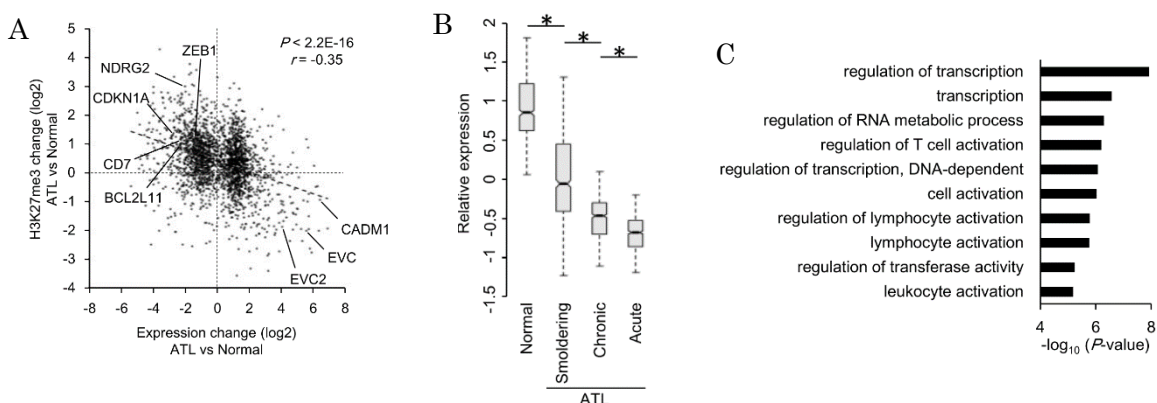 A
H3K27me3 change (log2)
ATL vs Normal
5
4
3
2
1
0
-1
-2
-3
-4
-8
-6
-4
-2
0
2
4
6
8
Expression change (log2)
ATL vs Normal
P < 2.2E-16
r = -0.35
ZEB1
NDRG2
CDKN1A
CD7
BCL2L11
CADM1
EVC
EVC2
B
Relative expression
2
1.5
1
0.5
0
-0.5
-1
-1.5
*
*
*
Normal
Smoldering
Chronic
Acute
ATL
C
regulation of transcription
transcription
regulation of RNA metabolic process
regulation of T cell activation
regulation of transcription, DNA-dependent
cell activation
regulation of lymphocyte activation
lymphocyte activation
regulation of transferase activity
leukocyte activation
4 6 8
-log10 (P-value)